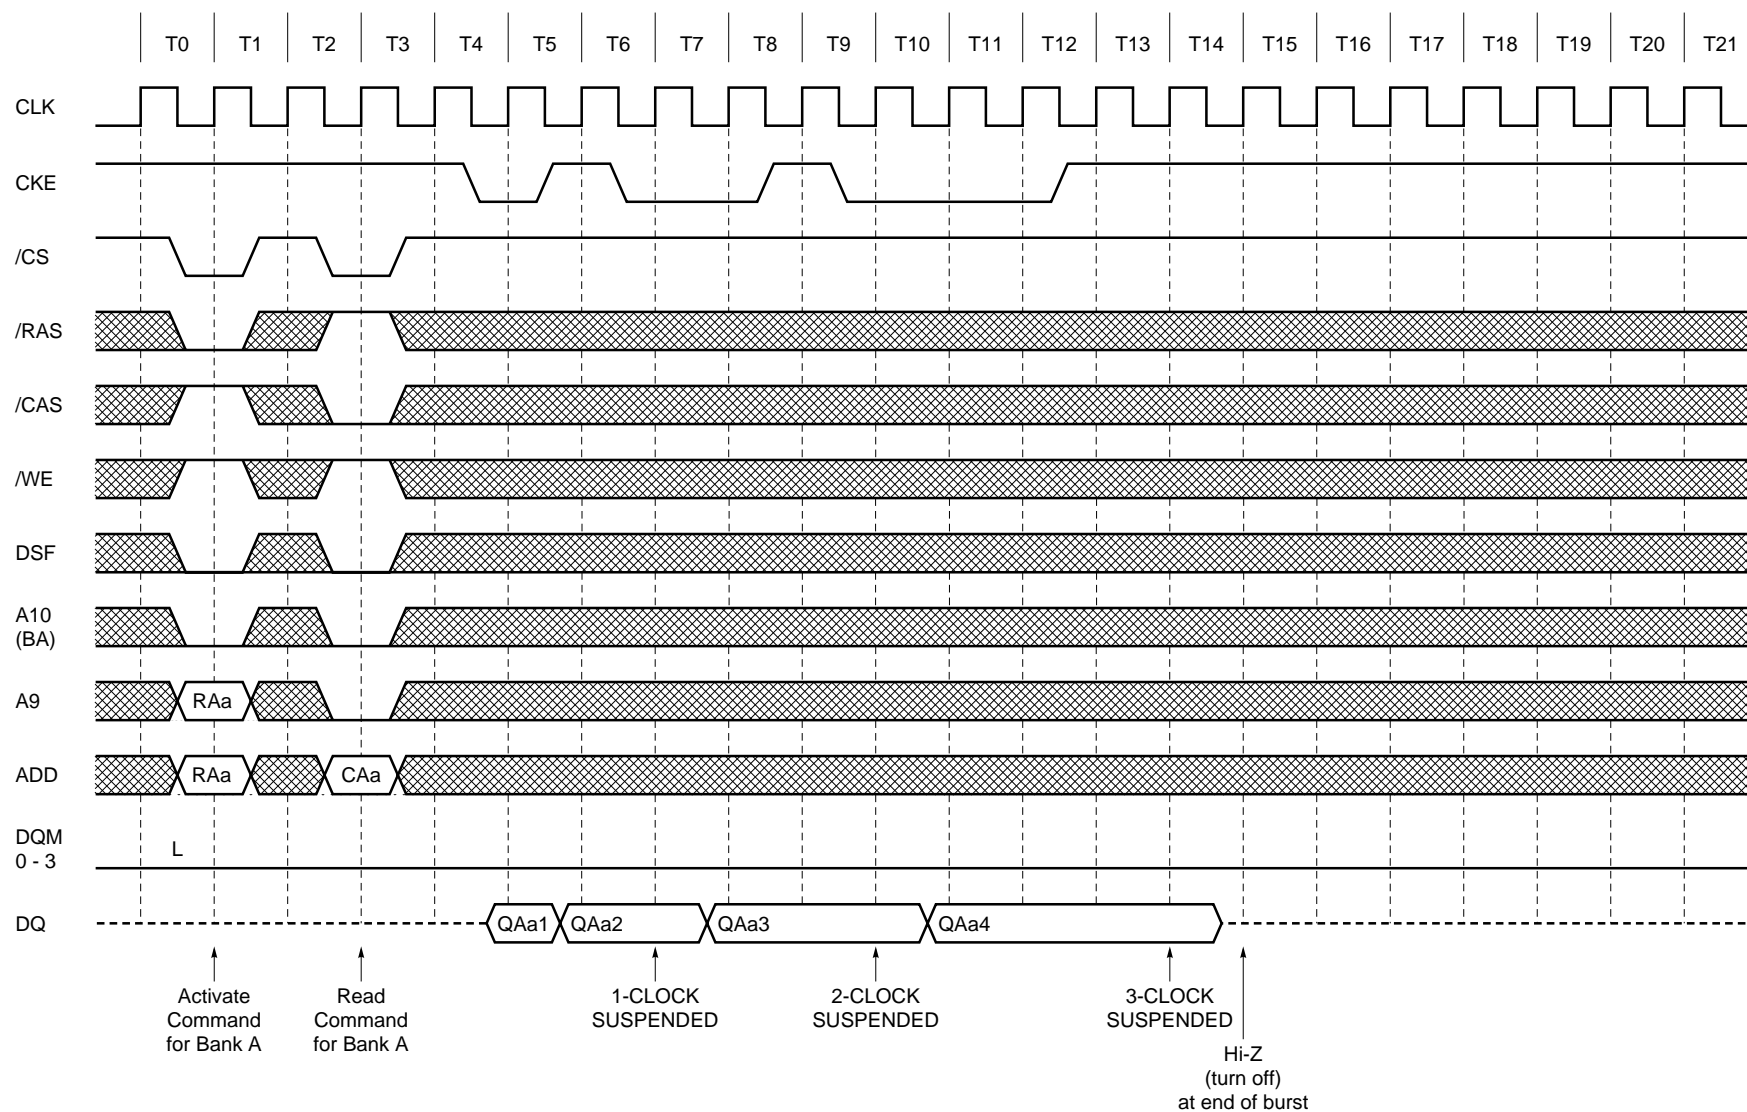 T0 T1 T2 T3 T4 T5 T6 T7 T8 T9 T10 T11 T12 T13 T14 T15 T16 T17 T18 T19 T20 T21
CLK
CKE
/CS
/RAS
/CAS
/WE
DSF
A10
(BA)
A9 RAa
ADD RAa CAa
DQM
0 - 3
L
DQ QAa1 QAa2 QAa3 QAa4
Activate
Command
for Bank A
Read
Command
for Bank A
1-CLOCK
SUSPENDED
2-CLOCK
SUSPENDED
3-CLOCK
SUSPENDED
Hi-Z
(turn off)
at end of burst